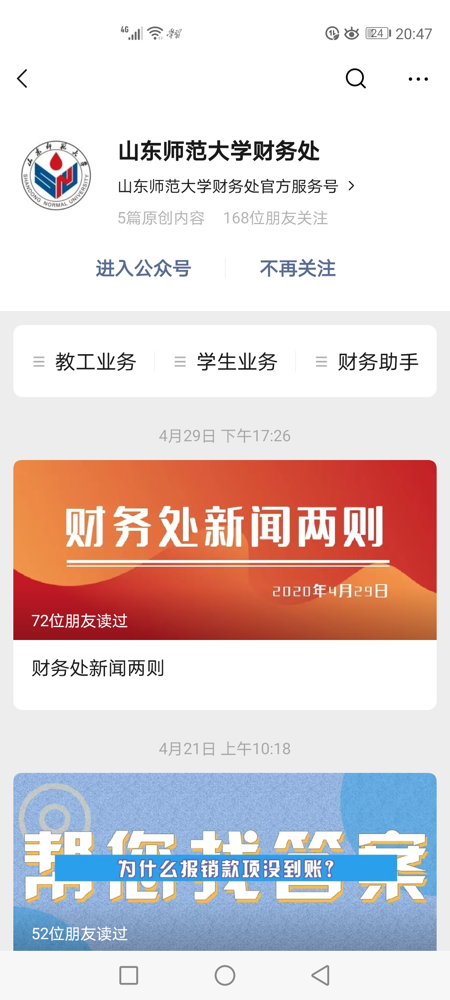 4G 24 20:47
山东师范大学
SHANDONG NORMAL UNIVERSITY
山东师范大学财务处
山东师范大学财务处官方服务号
5篇原创内容 168位朋友关注
进入公众号 不再关注
教工业务 学生业务 财务助手
4月29日 下午17:26
财务处新闻两则
2020年4月29日
72位朋友读过
财务处新闻两则
4月21日 上午10:18
帮您找答案
为什么报销款项没到账?
52位朋友读过